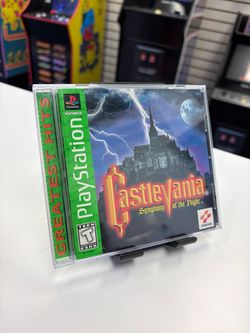 GREATEST HITS
PlayStation
Castlevania
Symphony of the Night
T
KONAMI